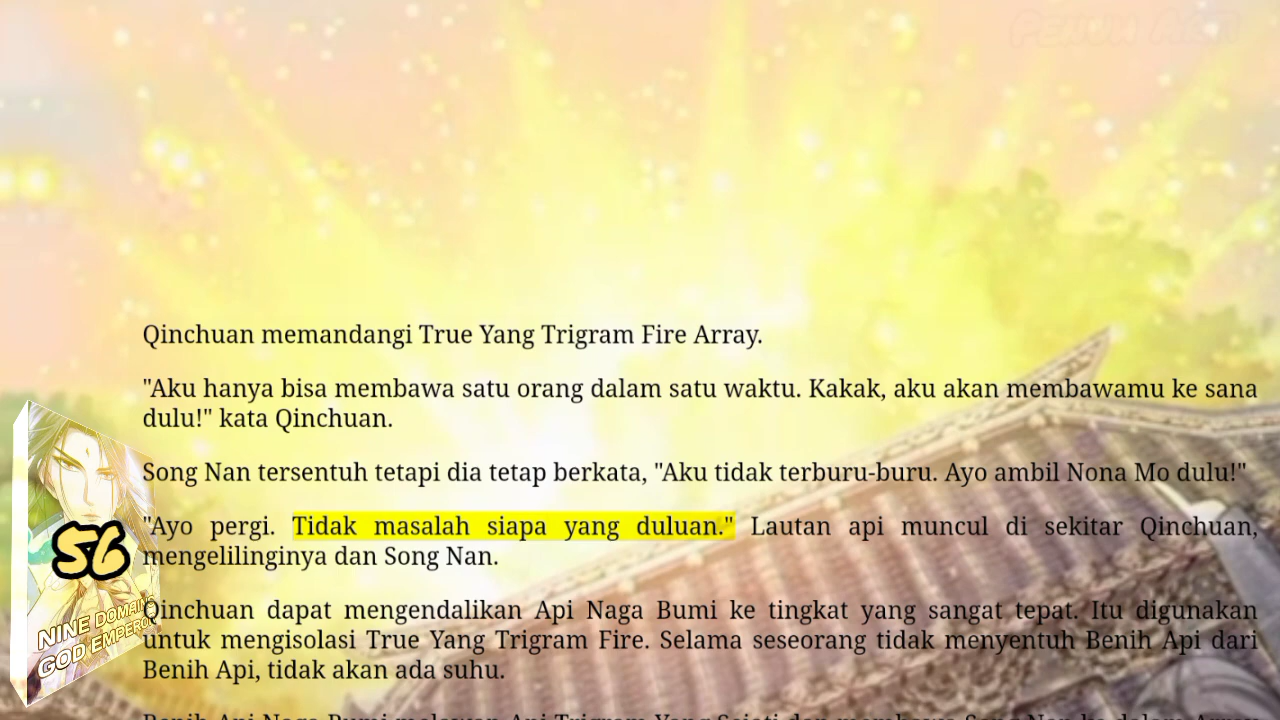 PENUH AKSI
Qinchuan memandangi True Yang Trigram Fire Array.
"Aku hanya bisa membawa satu orang dalam satu waktu. Kakak, aku akan membawamu ke sana
dulu!" kata Qinchuan.
Song Nan tersentuh tetapi dia tetap berkata, "Aku tidak terburu-buru. Ayo ambil Nona Mo dulu!"
"Ayo pergi. Tidak masalah siapa yang duluan." Lautan api muncul di sekitar Qinchuan,
mengelilinginya dan Song Nan.
56
NINE DOMAINS
GOD EMPEROR
Qinchuan dapat mengendalikan Api Naga Bumi ke tingkat yang sangat tepat. Itu digunakan
untuk mengisolasi True Yang Trigram Fire. Selama seseorang tidak menyentuh Benih Api dari
Benih Api, tidak akan ada suhu.